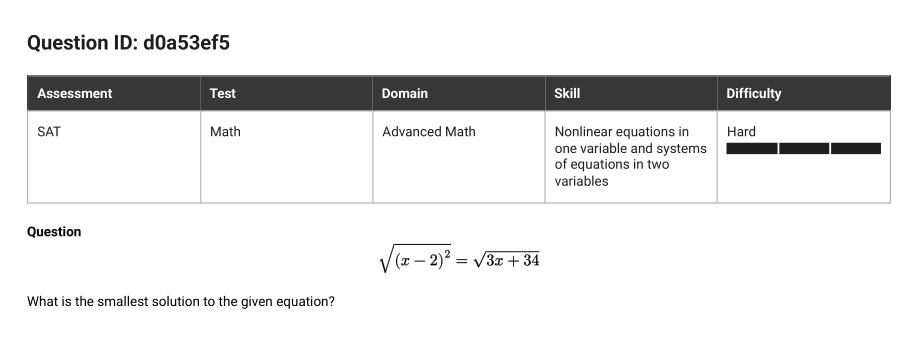 Question ID: d0a53ef5
Assessment Test Domain Skill Difficulty
SAT Math Advanced Math Nonlinear equations in Hard
one variable and systems
of equations in two
variables
Question
√(x − 2)² = √3x + 34
What is the smallest solution to the given equation?